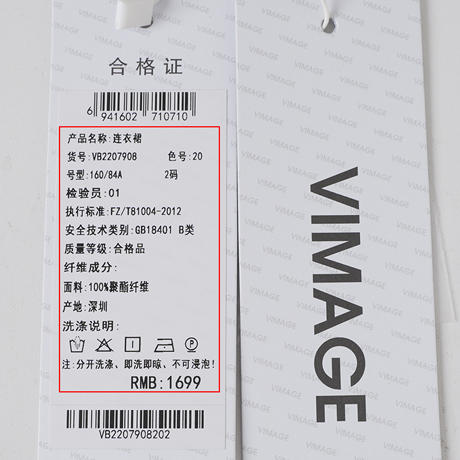 合格证
6 941602 710710
产品名称:连衣裙
货号:VB2207908 色号:20
号型:160/84A 2码
检验员:01
执行标准:FZ/T81004-2012
安全技术类别:GB18401 B类
质量等级:合格品
纤维成分:
面料:100%聚酯纤维
产地:深圳
洗涤说明:
注:分开洗涤、即洗即晾、不可浸泡!
RMB:1699
VB2207908202
VIMAGE